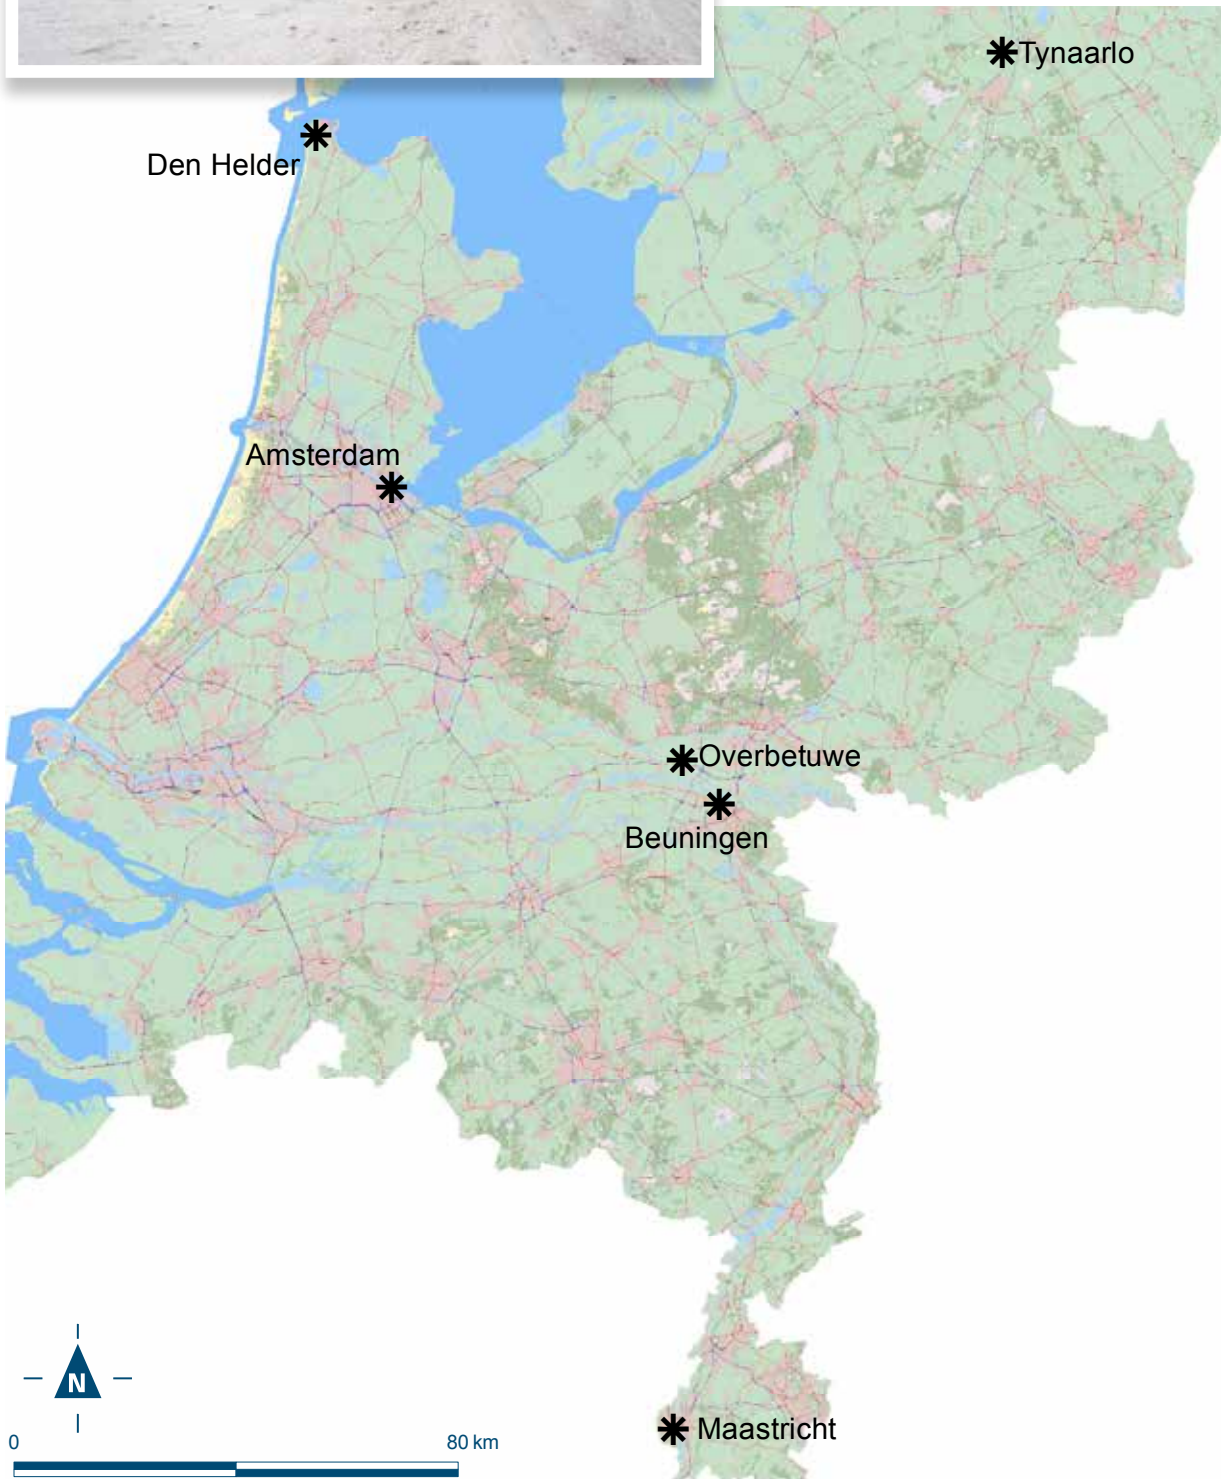 Tynaarlo
Den Helder
Amsterdam
Overbetuwe
Beuningen
Maastricht
N
0 80 km